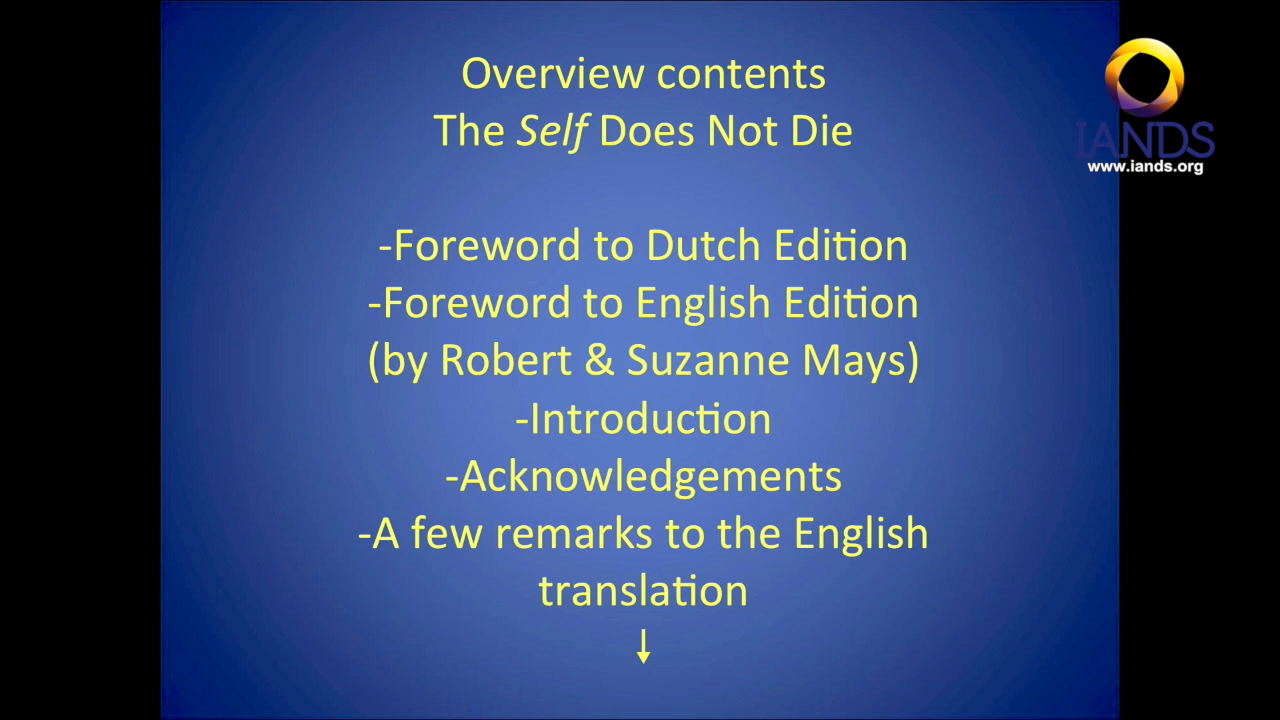 Overview contents
The Self Does Not Die
-Foreword to Dutch Edition
-Foreword to English Edition
(by Robert & Suzanne Mays)
-Introduction
-Acknowledgements
-A few remarks to the English
translation
↓
IANDS
www.iands.org